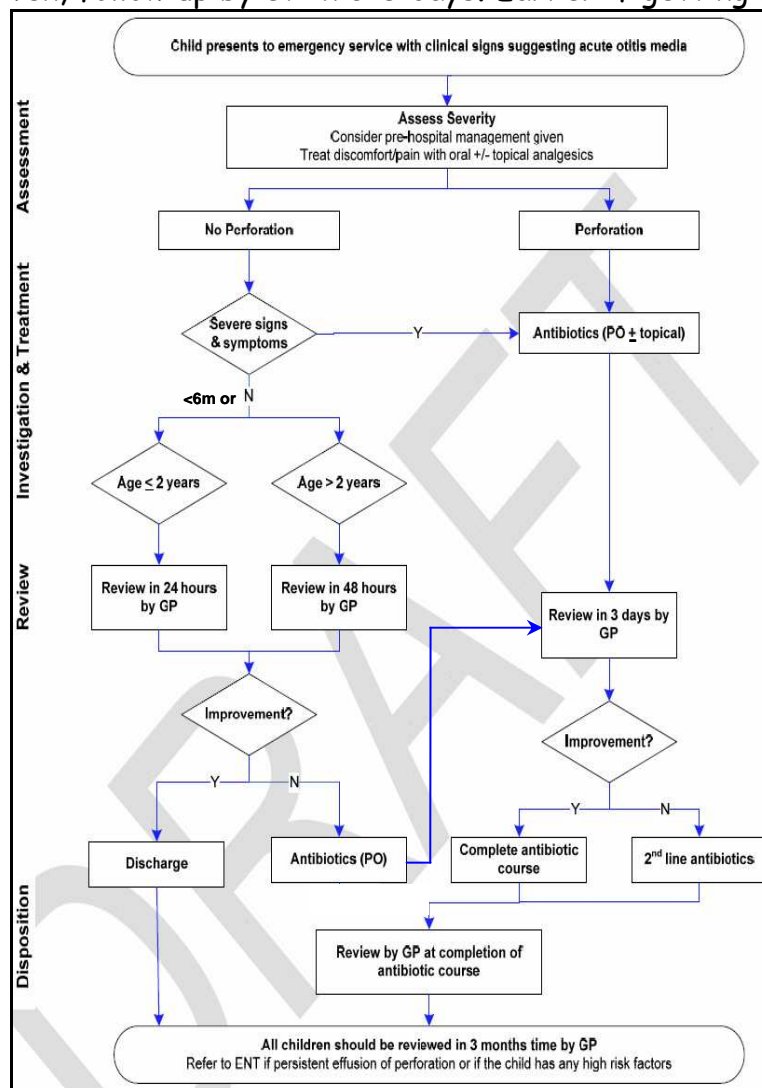 Child presents to emergency service with clinical signs suggesting acute otitis media
Assessment
Assess Severity
Consider pre-hospital management given
Treat discomfort/pain with oral +/- topical analgesics
No Perforation
Perforation
Investigation & Treatment
Severe signs
& symptoms
Y
Antibiotics (PO ± topical)
<6m or N
Age ≤ 2 years
Age > 2 years
Review
Review in 24 hours
by GP
Review in 48 hours
by GP
Review in 3 days by
GP
Improvement?
Improvement?
Y
N
Y
N
Discharge
Antibiotics (PO)
Complete antibiotic
course
2nd line antibiotics
Disposition
Review by GP at completion of
antibiotic course
All children should be reviewed in 3 months time by GP
Refer to ENT if persistent effusion of perforation or if the child has any high risk factors
DRAFT